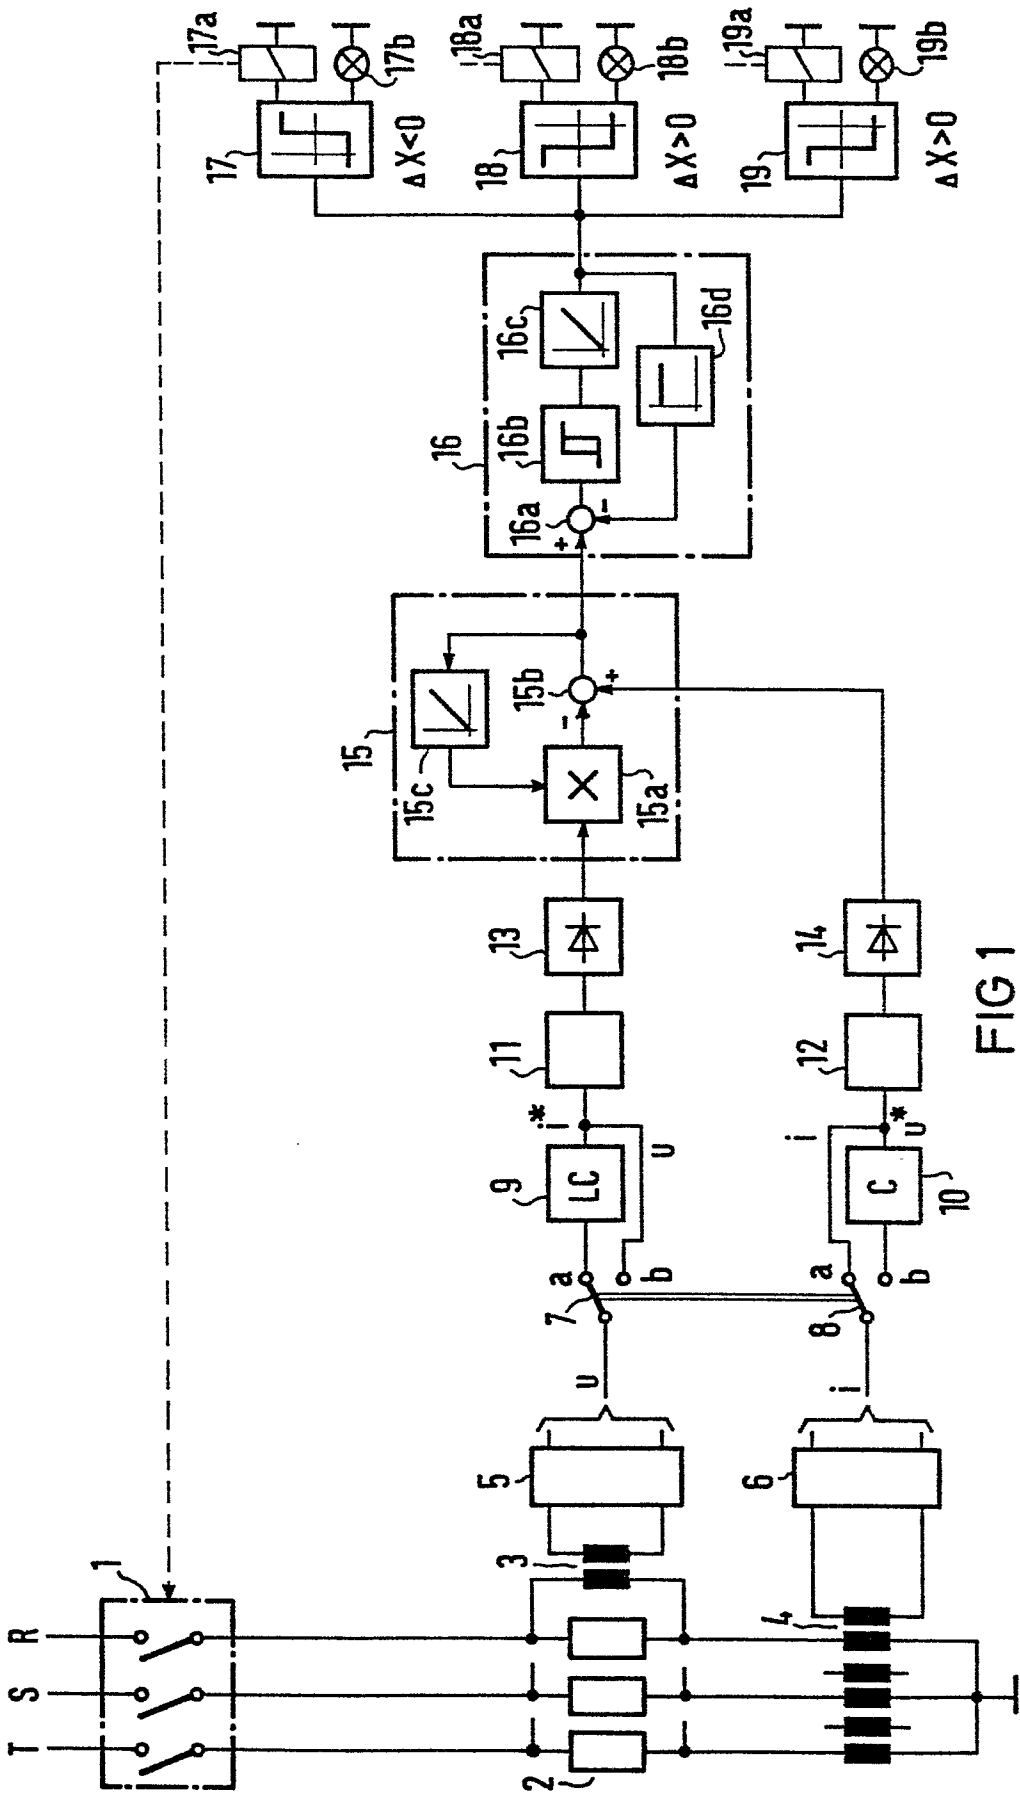 17a
17b
17
ΔX<0
18a
18b
18
ΔX>0
19a
19b
19
ΔX>0
16
16a
16b
16c
16d
+
-
15
15a
15b
15c
-
+
13
14
11
12
i*
u
i
u*
9
LC
10
C
a
b
7
a
b
8
u
i
5
6
3
4
1
R
S
T
2
FIG 1